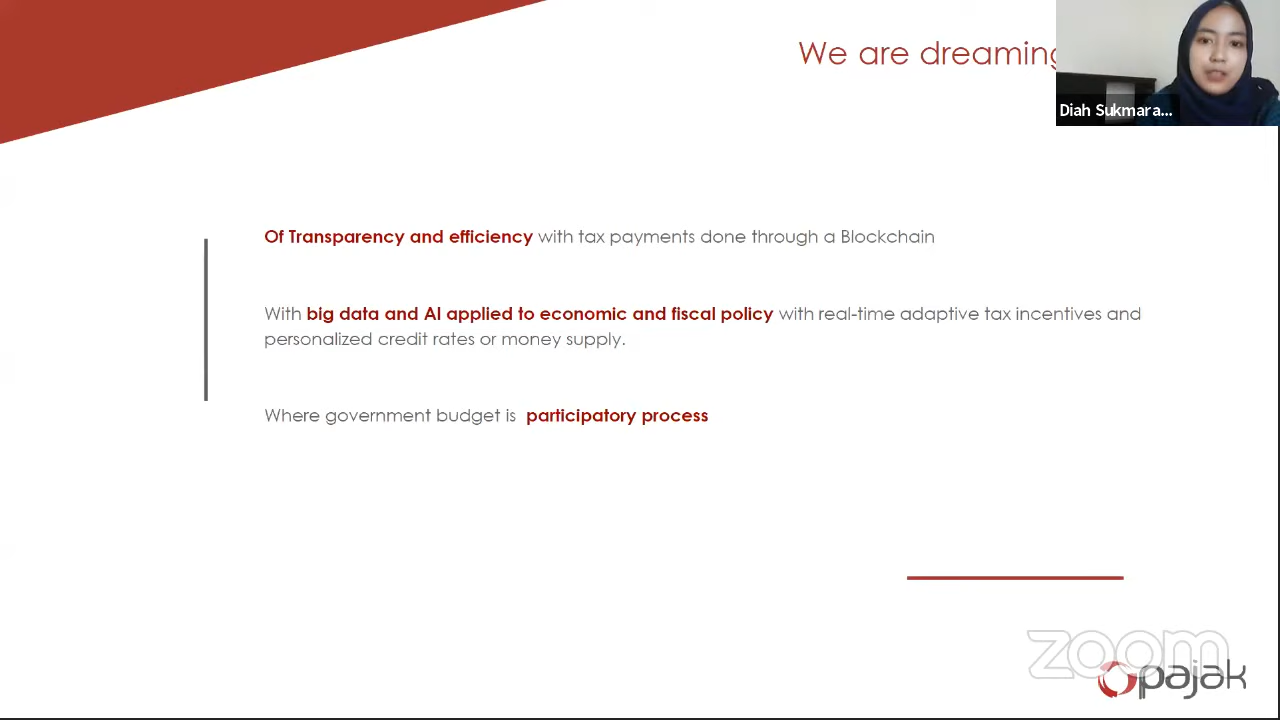 We are dreaming
Diah Sukmara...
Of Transparency and efficiency with tax payments done through a Blockchain
With big data and AI applied to economic and fiscal policy with real-time adaptive tax incentives and
personalized credit rates or money supply.
Where government budget is participatory process
zoom
pajak